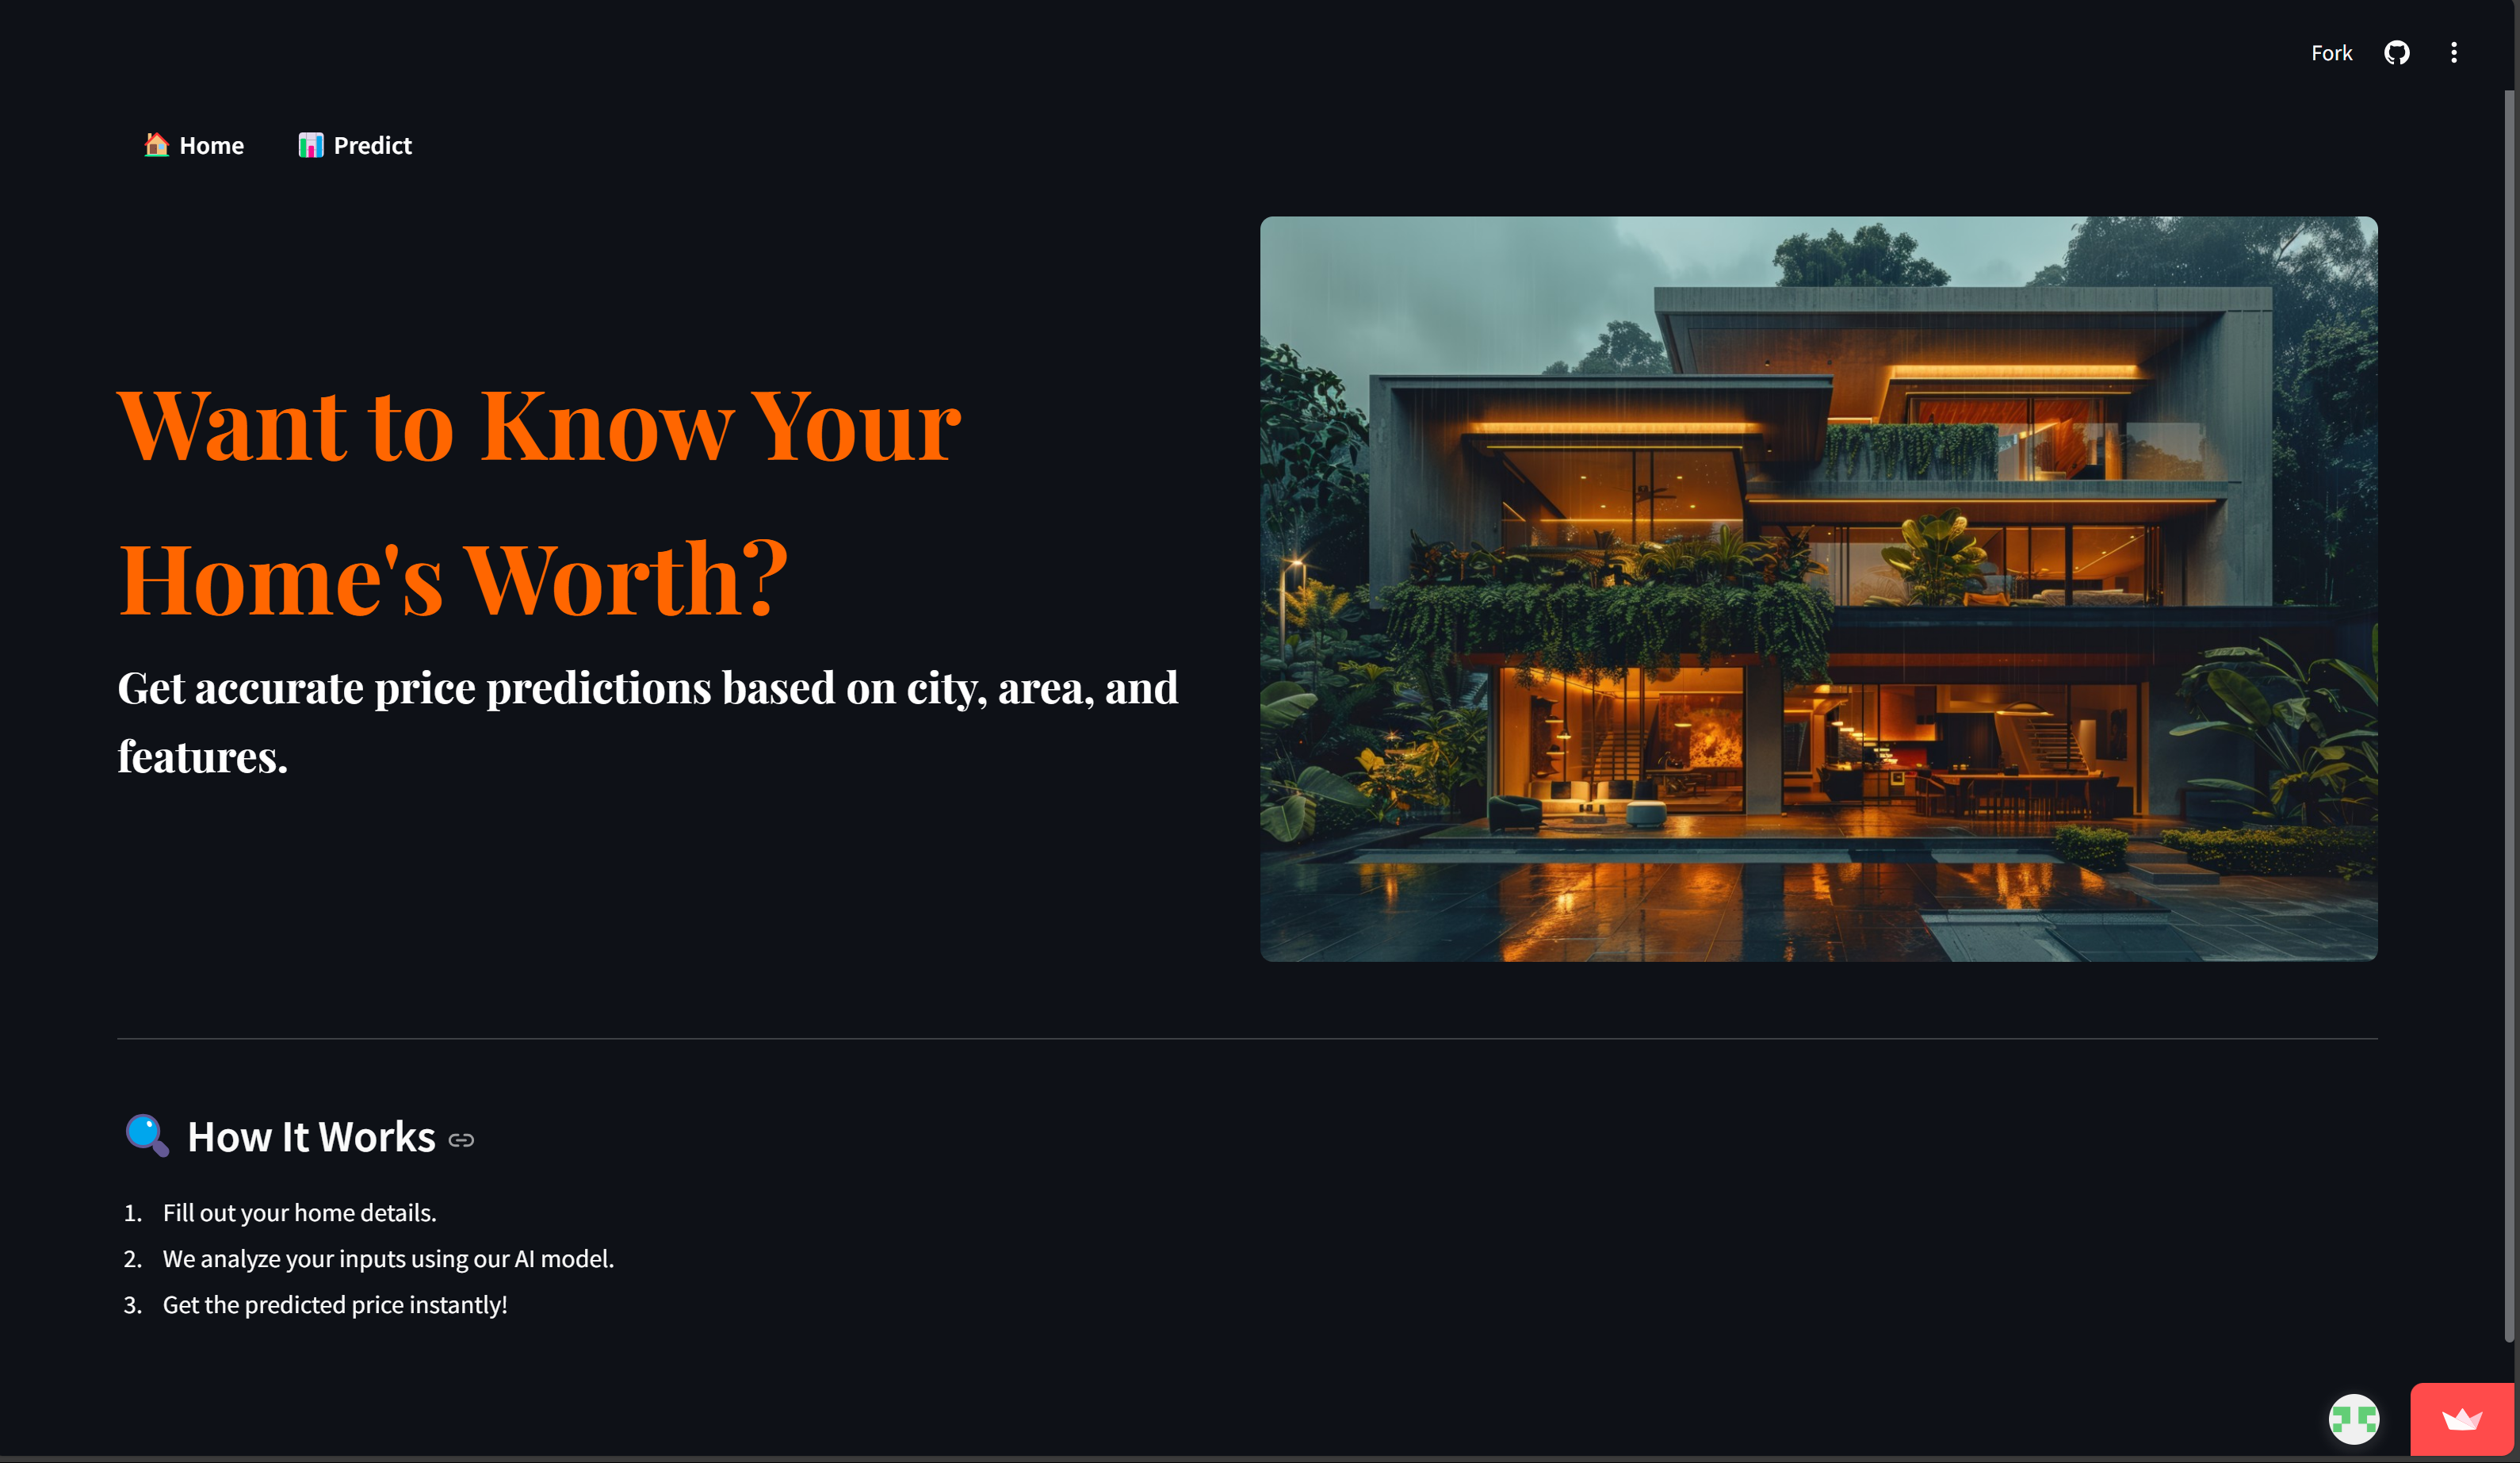 Fork
🏠 Home
📊 Predict
Want to Know Your
Home's Worth?
Get accurate price predictions based on city, area, and
features.
🔍 How It Works
1. Fill out your home details.
2. We analyze your inputs using our AI model.
3. Get the predicted price instantly!